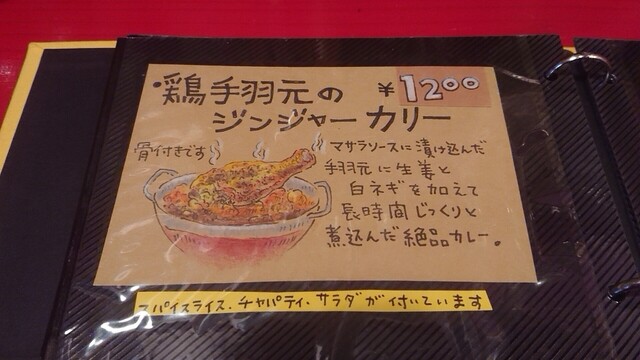 鶏手羽元の
ジンジャーカリー
¥1200
骨付きです
マサラソースに漬け込んだ
手羽元に生姜と
白ネギを加えて
長時間じっくりと
煮込んだ絶品カレー。
スパイスライス、チャパティ、サラダが付いています